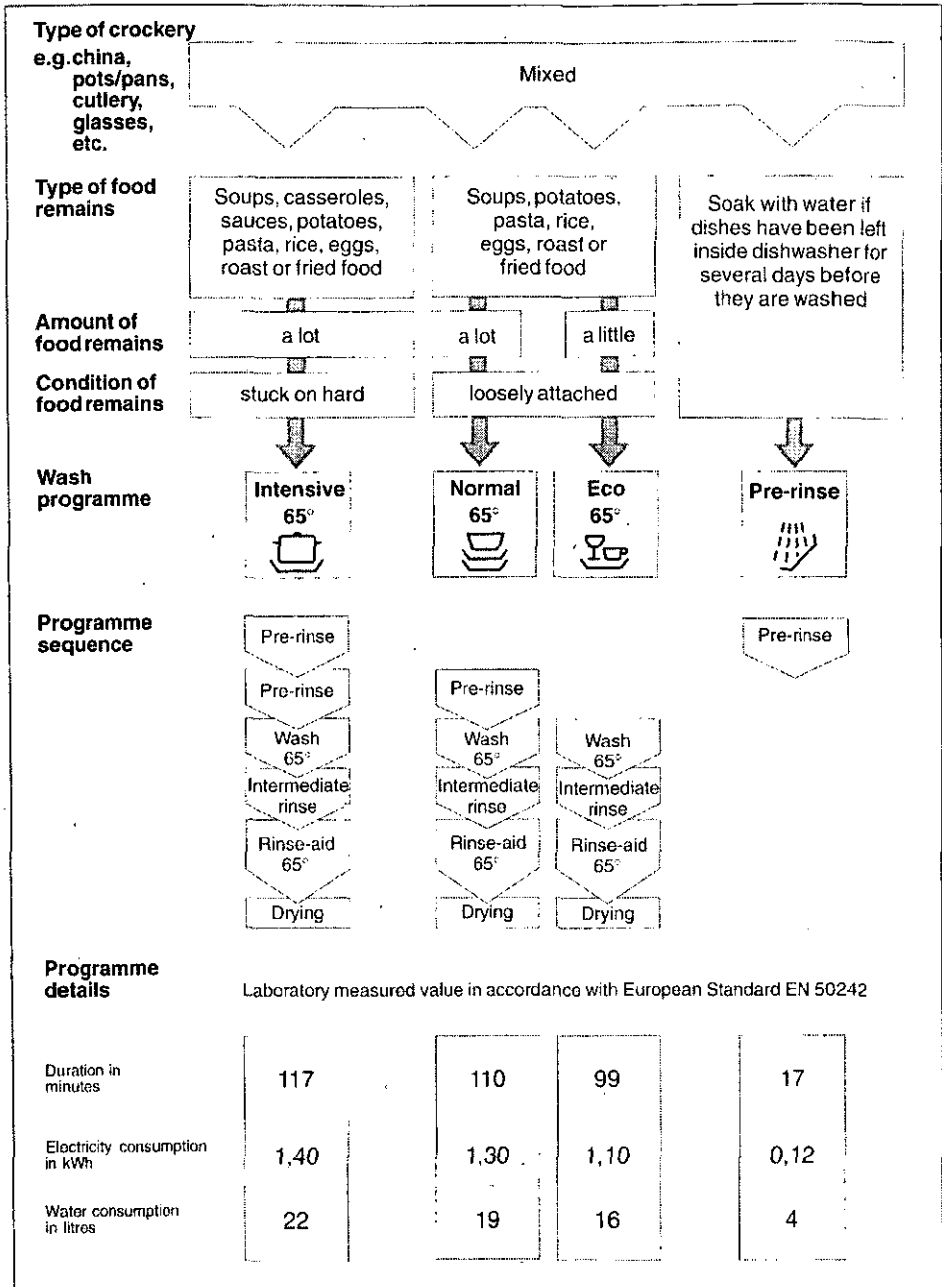 Type of crockery
e.g. china,
pots/pans,
cutlery,
glasses,
etc.
Mixed
Type of food
remains
Soups, casseroles,
sauces, potatoes,
pasta, rice, eggs,
roast or fried food
Soups, potatoes,
pasta, rice,
eggs, roast or
fried food
Soak with water if
dishes have been left
inside dishwasher for
several days before
they are washed
Amount of
food remains
a lot
a lot
a little
Condition of
food remains
stuck on hard
loosely attached
Wash
programme
Intensive
65°
Normal
65°
Eco
65°
Pre-rinse
Programme
sequence
Pre-rinse
Pre-rinse
Pre-rinse
Pre-rinse
Wash
65°
Wash
65°
Wash
65°
Intermediate
rinse
Intermediate
rinse
Intermediate
rinse
Rinse-aid
65°
Rinse-aid
65°
Rinse-aid
65°
Drying
Drying
Drying
Programme
details
Laboratory measured value in accordance with European Standard EN 50242
Duration in
minutes
117
110
99
17
Electricity consumption
in kWh
1,40
1,30
1,10
0,12
Water consumption
in litres
22
19
16
4